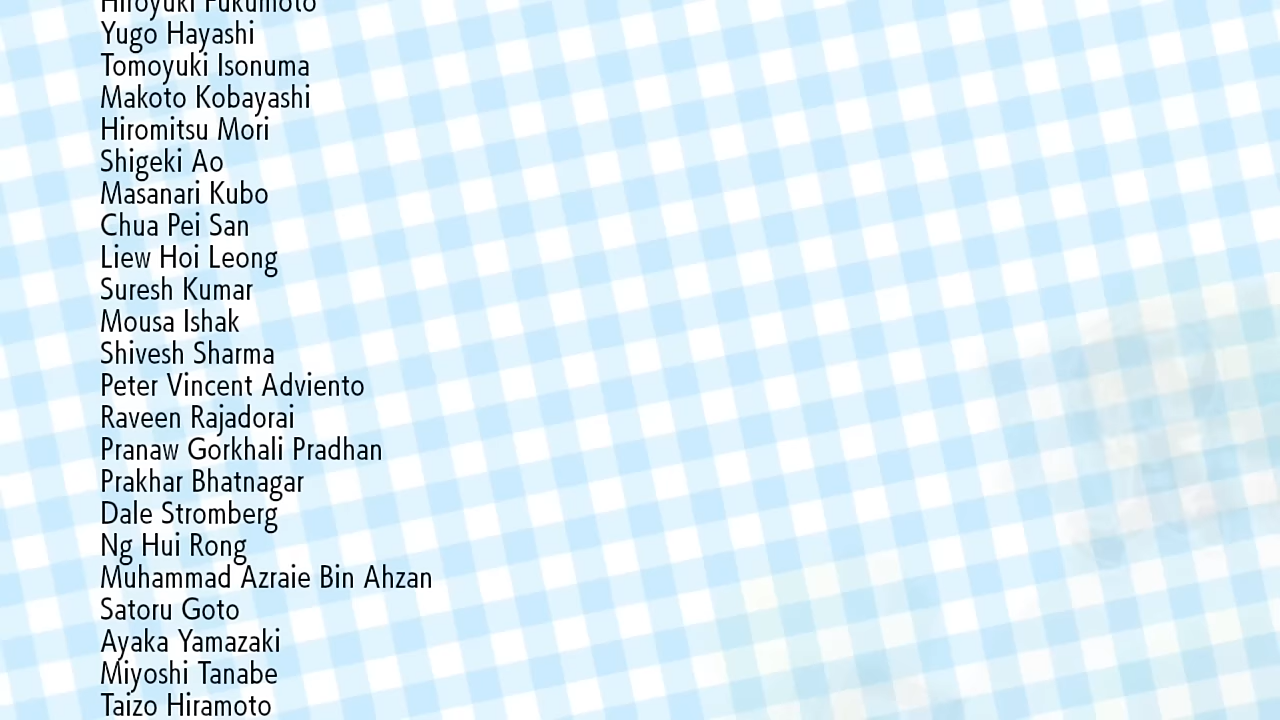 Hiroyuki Fukumoto
Yugo Hayashi
Tomoyuki Isonuma
Makoto Kobayashi
Hiromitsu Mori
Shigeki Ao
Masanari Kubo
Chua Pei San
Liew Hoi Leong
Suresh Kumar
Mousa Ishak
Shivesh Sharma
Peter Vincent Adviento
Raveen Rajadorai
Pranaw Gorkhali Pradhan
Prakhar Bhatnagar
Dale Stromberg
Ng Hui Rong
Muhammad Azraie Bin Ahzan
Satoru Goto
Ayaka Yamazaki
Miyoshi Tanabe
Taizo Hiramoto